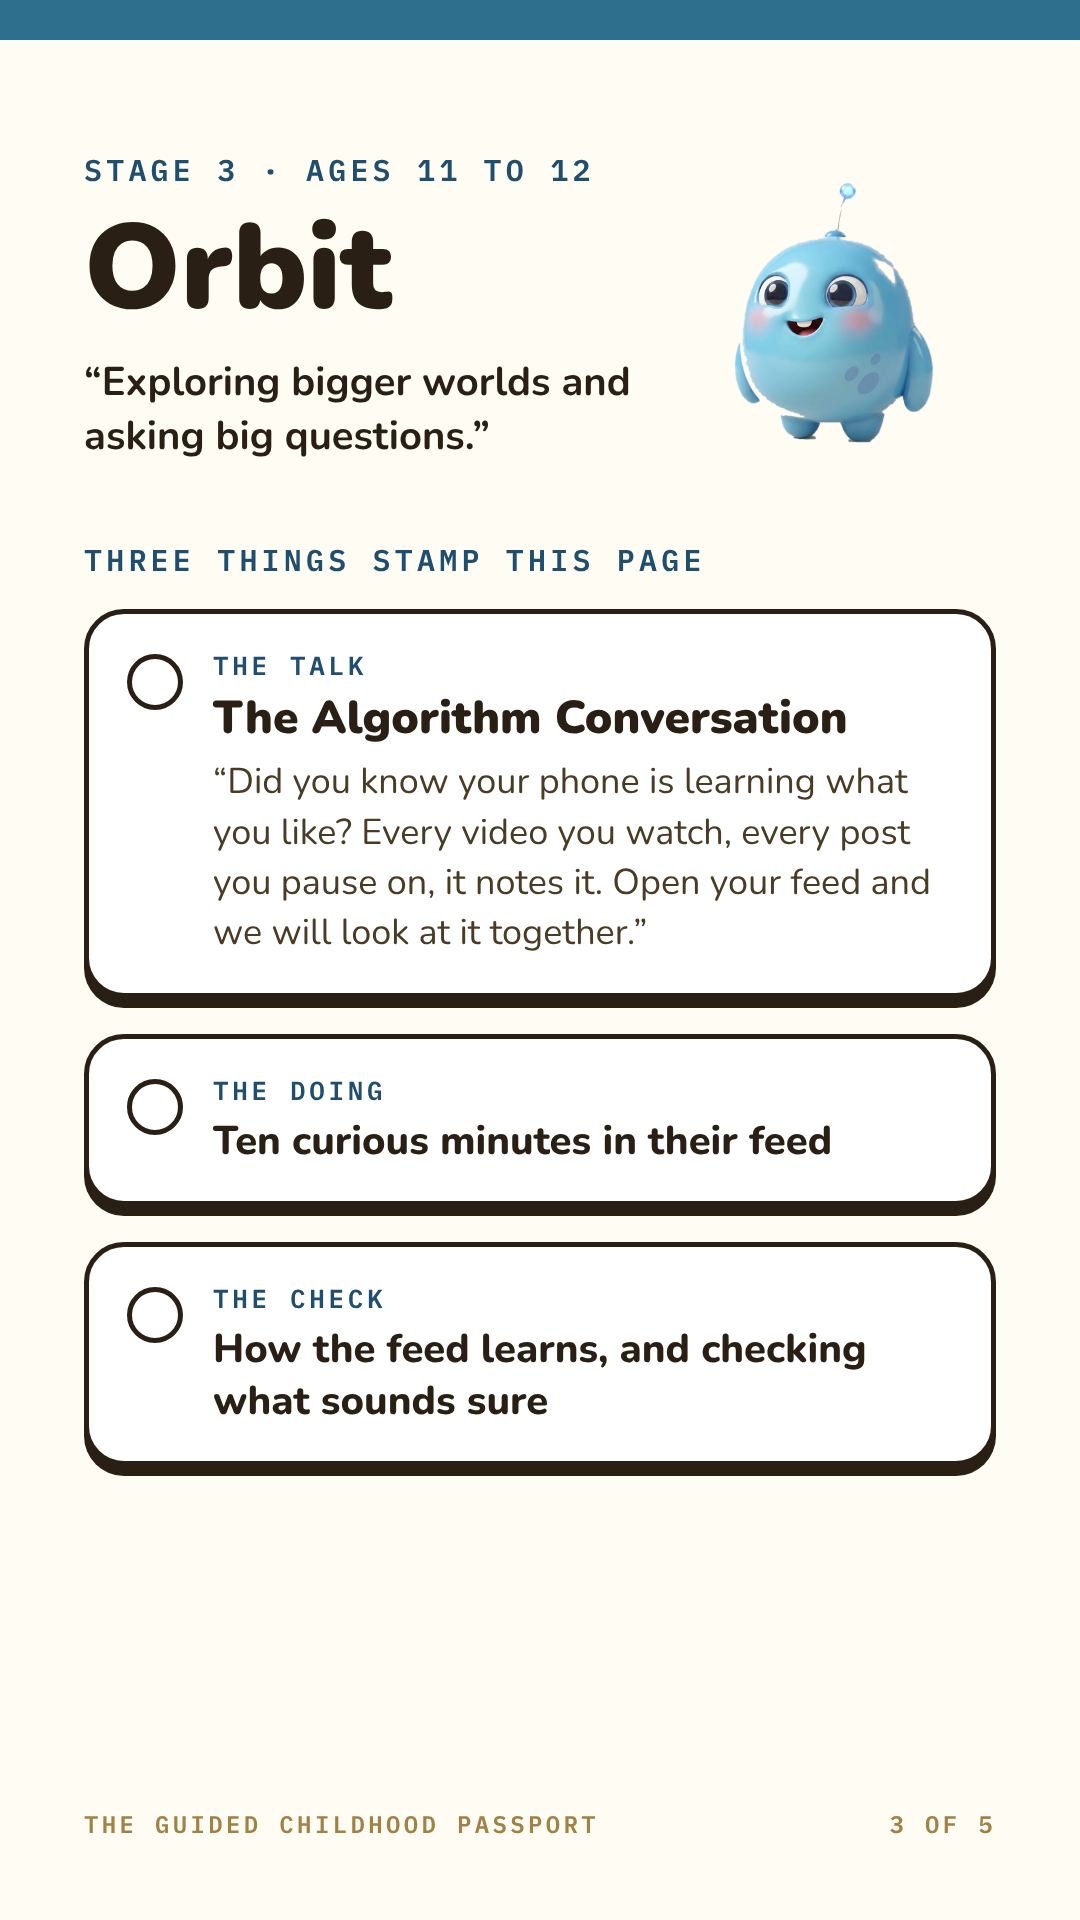 STAGE 3 · AGES 11 TO 12
Orbit
“Exploring bigger worlds and
asking big questions.”
THREE THINGS STAMP THIS PAGE
THE TALK
The Algorithm Conversation
“Did you know your phone is learning what
you like? Every video you watch, every post
you pause on, it notes it. Open your feed and
we will look at it together.”
THE DOING
Ten curious minutes in their feed
THE CHECK
How the feed learns, and checking
what sounds sure
THE GUIDED CHILDHOOD PASSPORT
3 OF 5